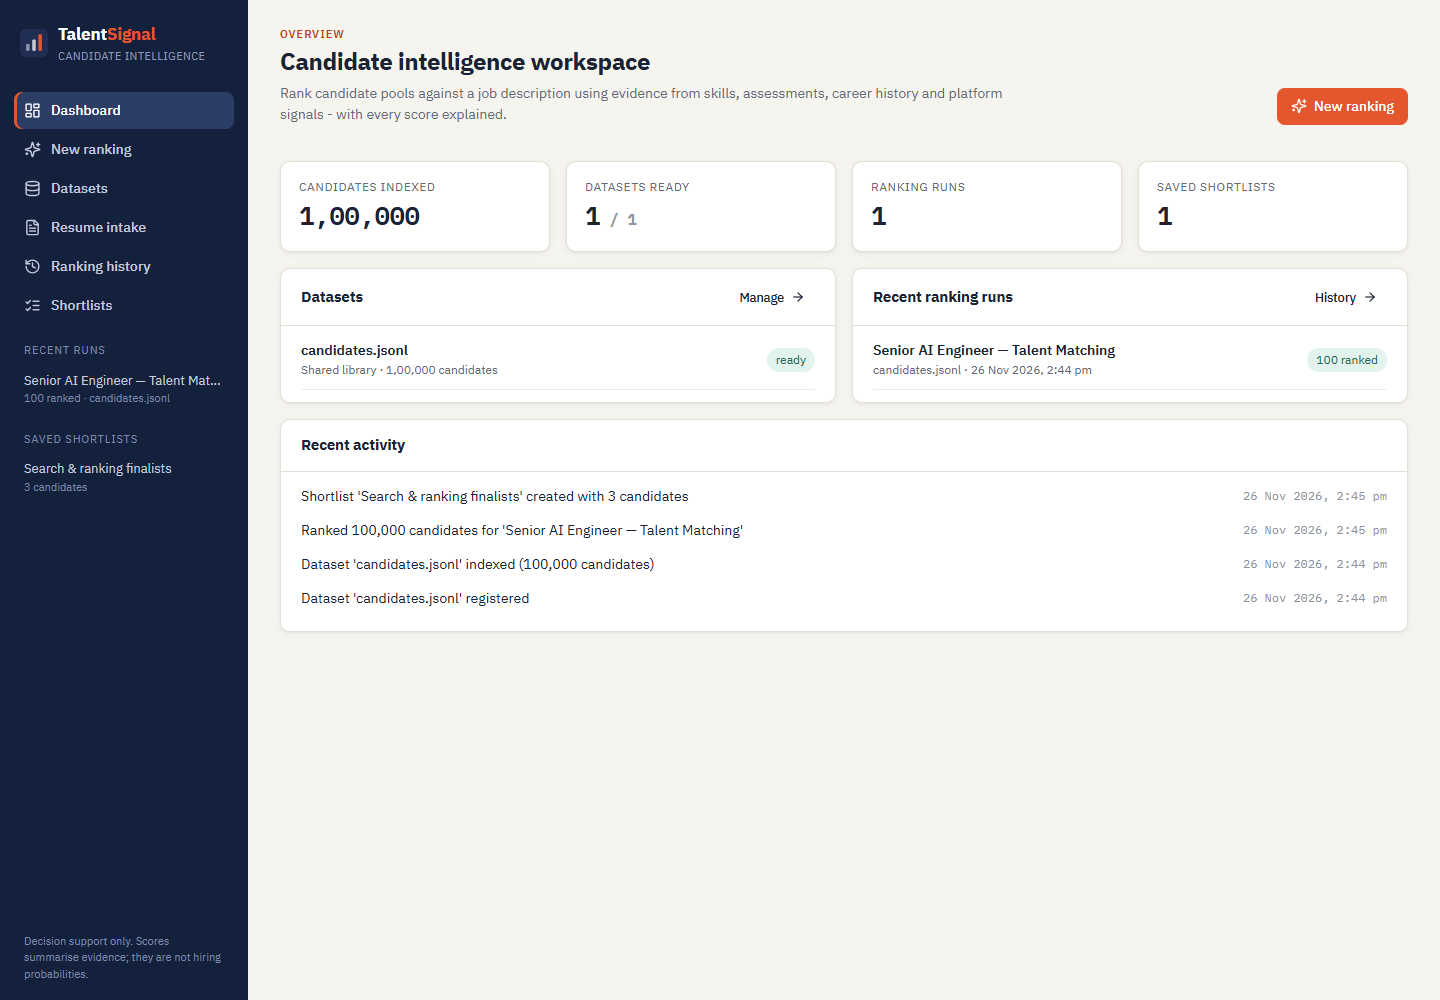 TalentSignal
CANDIDATE INTELLIGENCE
Dashboard
New ranking
Datasets
Resume intake
Ranking history
Shortlists
RECENT RUNS
Senior AI Engineer — Talent Mat...
100 ranked · candidates.jsonl
SAVED SHORTLISTS
Search & ranking finalists
3 candidates
Decision support only. Scores
summarise evidence; they are not hiring
probabilities.
OVERVIEW
Candidate intelligence workspace
Rank candidate pools against a job description using evidence from skills, assessments, career history and platform
signals - with every score explained.
New ranking
CANDIDATES INDEXED
1,00,000
DATASETS READY
1 / 1
RANKING RUNS
1
SAVED SHORTLISTS
1
Datasets
Manage →
candidates.jsonl
Shared library · 1,00,000 candidates
ready
Recent ranking runs
History →
Senior AI Engineer — Talent Matching
candidates.jsonl · 26 Nov 2026, 2:44 pm
100 ranked
Recent activity
Shortlist 'Search & ranking finalists' created with 3 candidates
26 Nov 2026, 2:45 pm
Ranked 100,000 candidates for 'Senior AI Engineer — Talent Matching'
26 Nov 2026, 2:45 pm
Dataset 'candidates.jsonl' indexed (100,000 candidates)
26 Nov 2026, 2:44 pm
Dataset 'candidates.jsonl' registered
26 Nov 2026, 2:44 pm